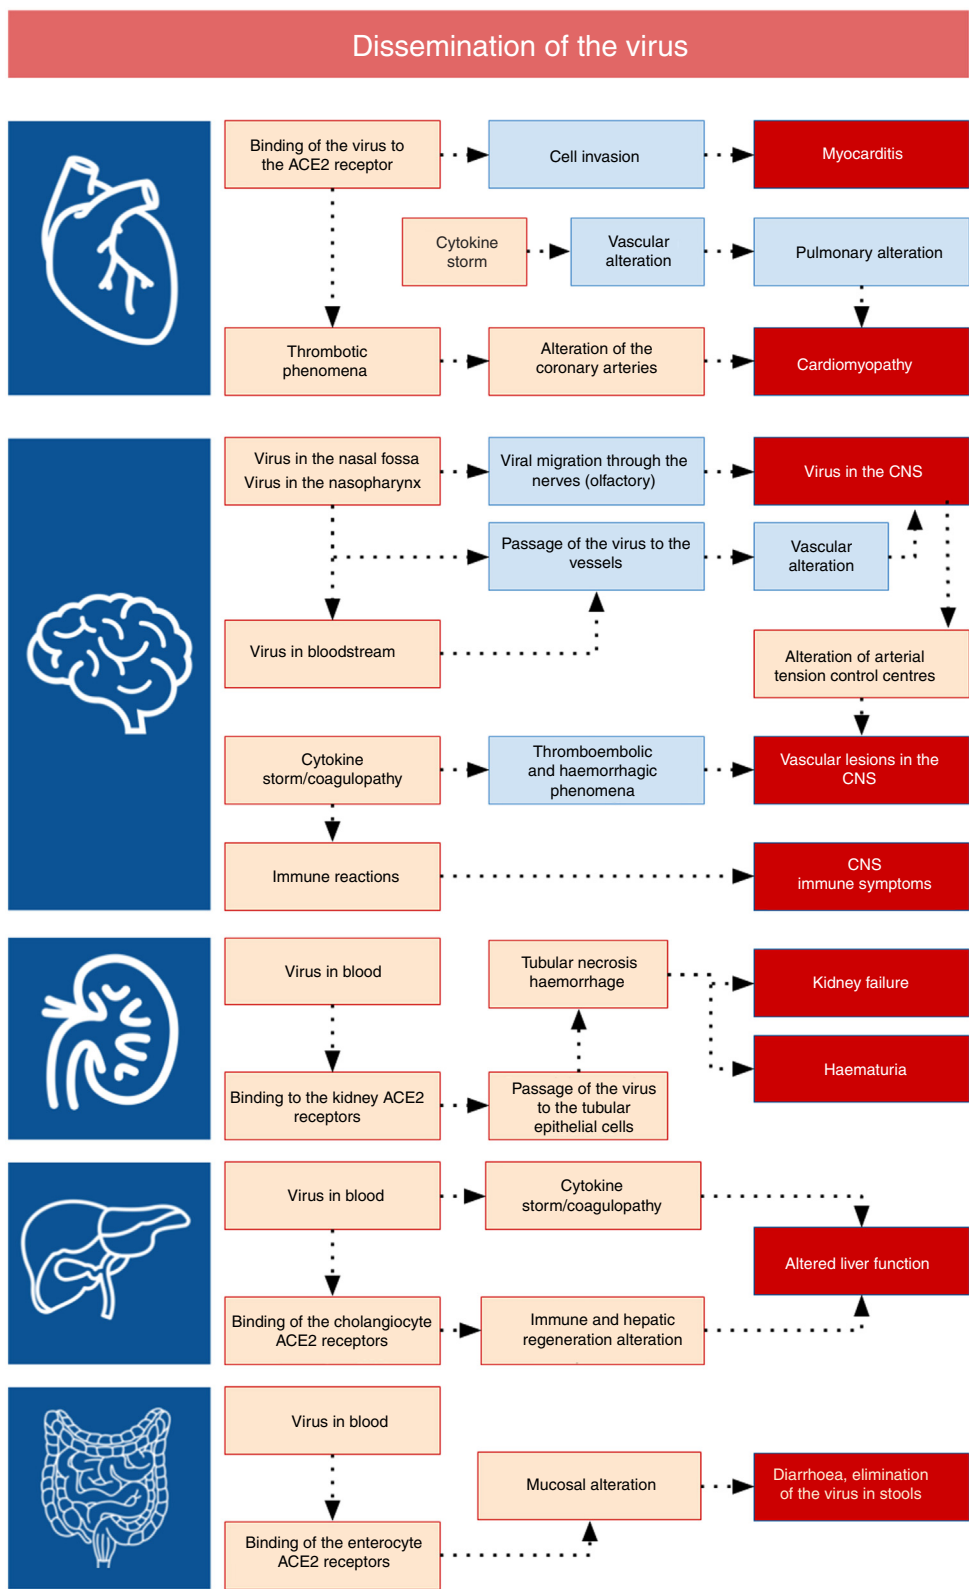 Dissemination of the virus
Binding of the virus to
the ACE2 receptor
Cell invasion
Myocarditis
Cytokine
storm
Vascular
alteration
Pulmonary alteration
Thrombotic
phenomena
Alteration of the
coronary arteries
Cardiomyopathy
Virus in the nasal fossa
Virus in the nasopharynx
Viral migration through the
nerves (olfactory)
Virus in the CNS
Passage of the virus to the
vessels
Vascular
alteration
Virus in bloodstream
Alteration of arterial
tension control centres
Cytokine
storm/coagulopathy
Thromboembolic
and haemorrhagic
phenomena
Vascular lesions in the
CNS
Immune reactions
CNS
immune symptoms
Virus in blood
Tubular necrosis
haemorrhage
Kidney failure
Haematuria
Binding to the kidney ACE2
receptors
Passage of the virus
to the tubular
epithelial cells
Virus in blood
Cytokine
storm/coagulopathy
Altered liver function
Binding of the cholangiocyte
ACE2 receptors
Immune and hepatic
regeneration alteration
Virus in blood
Mucosal alteration
Diarrhoea, elimination
of the virus in stools
Binding of the enterocyte
ACE2 receptors